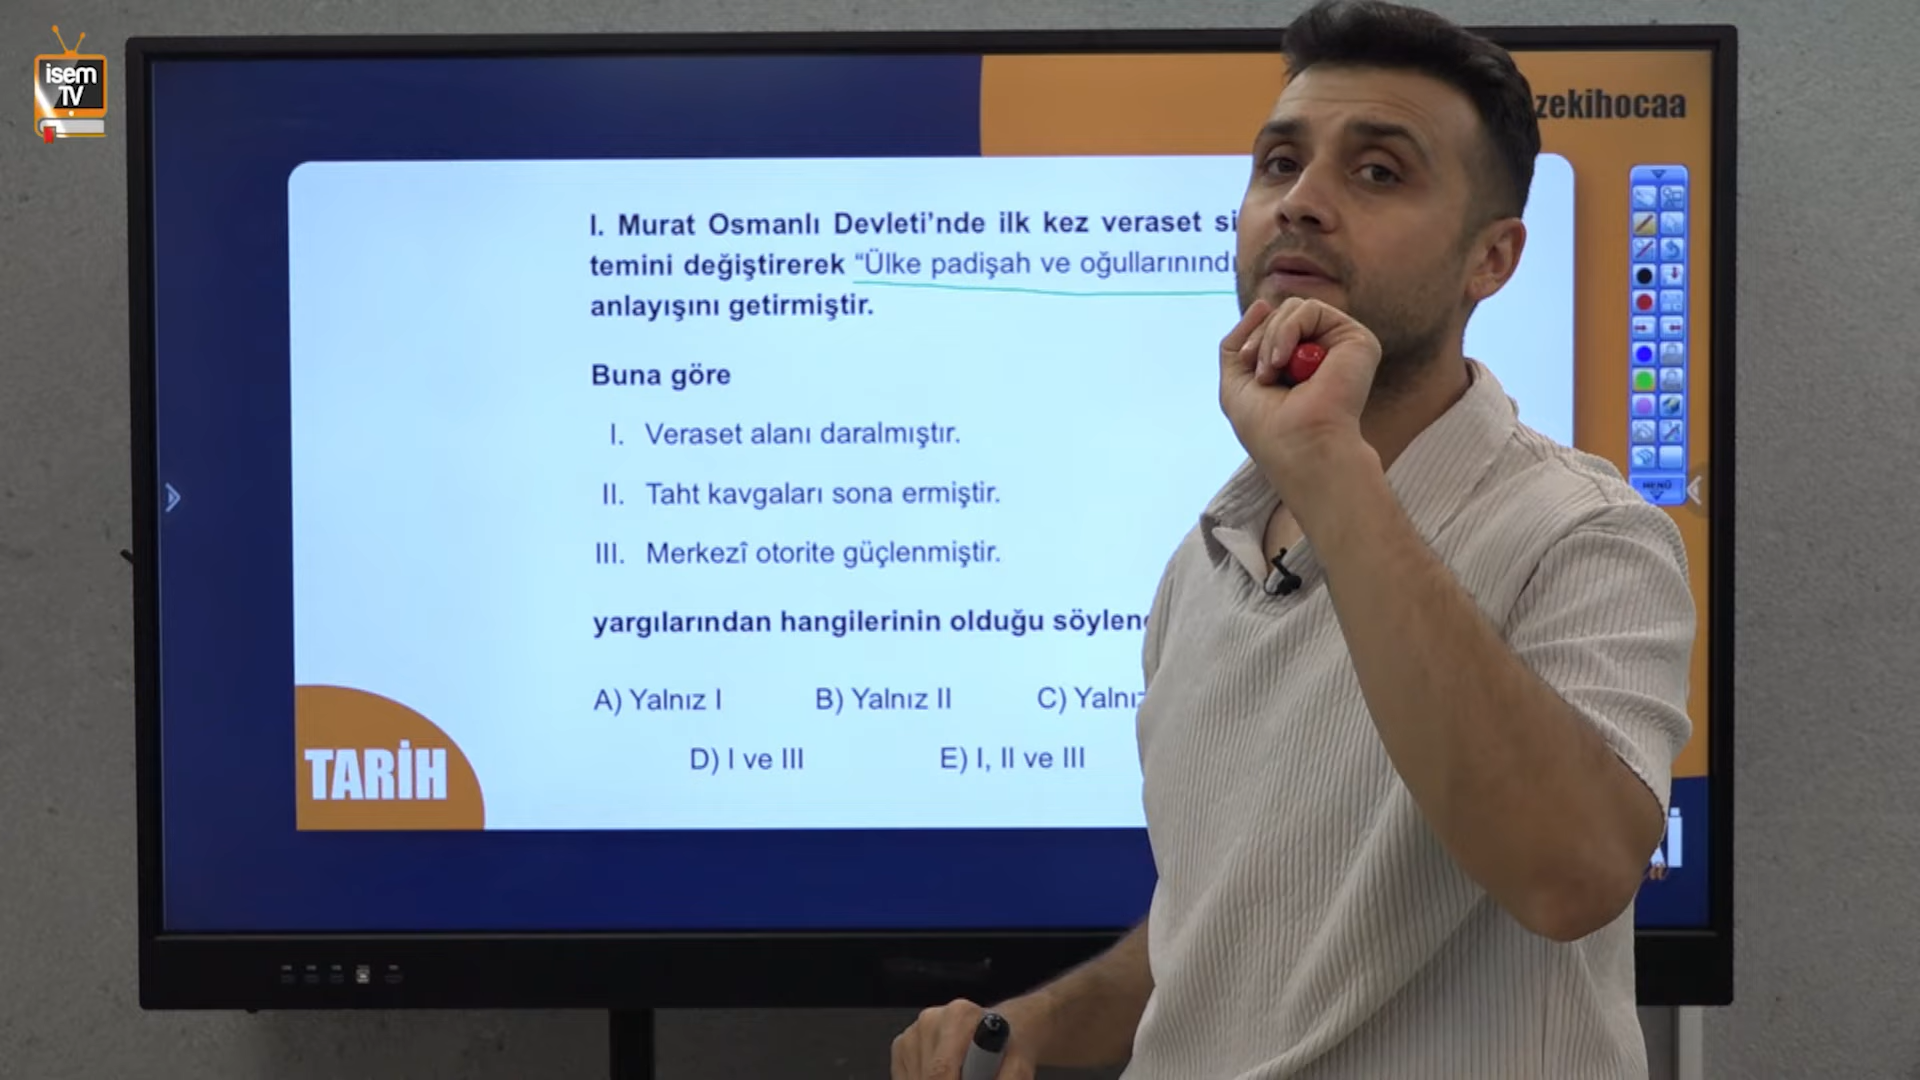 isem
TV
zekihocaa
I. Murat Osmanlı Devleti'nde ilk kez veraset si
temini değiştirerek “Ülke padişah ve oğullarınındı
anlayışını getirmiştir.
Buna göre
I. Veraset alanı daralmıştır.
II. Taht kavgaları sona ermiştir.
III. Merkezî otorite güçlenmiştir.
yargılarından hangilerinin olduğu söylene
A) Yalnız I B) Yalnız II C) Yalnız
D) I ve III E) I, II ve III
TARİH
MENÜ